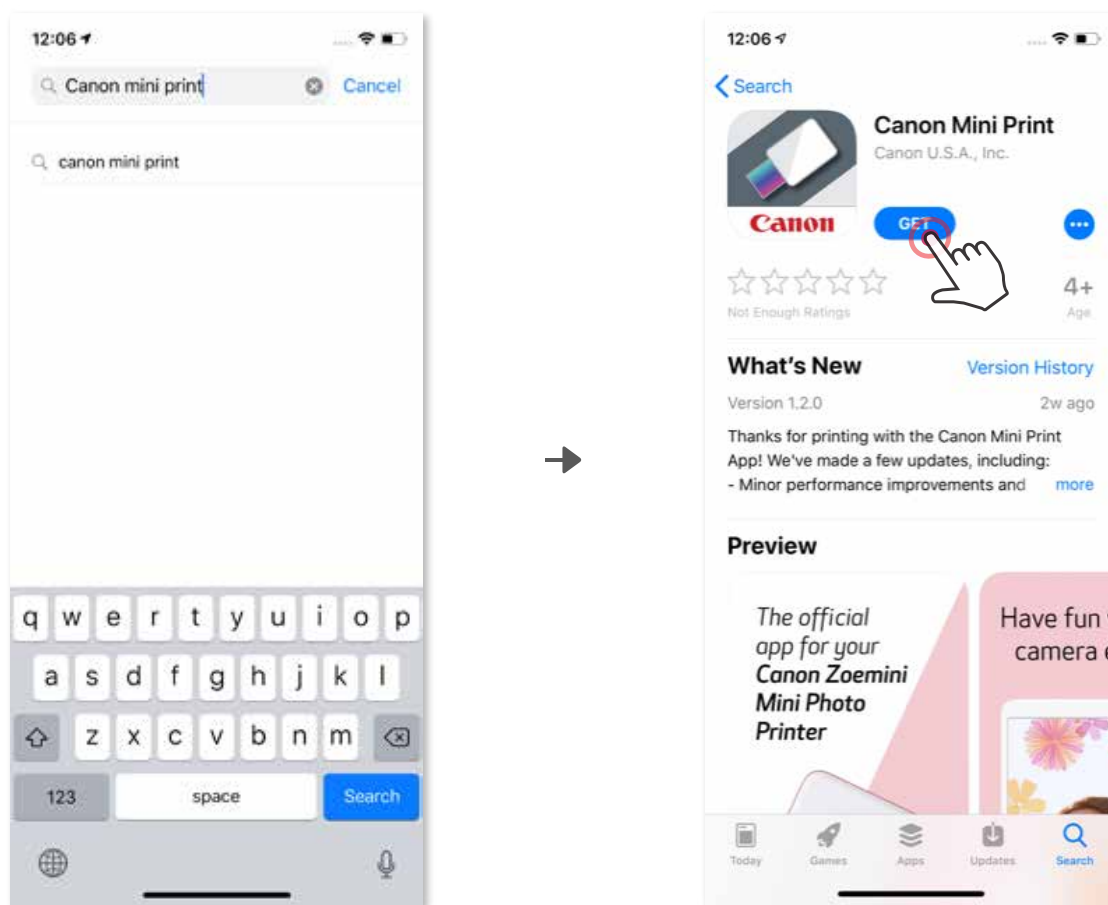 12:06
Canon mini print
Cancel
canon mini print
q w e r t y u i o p
a s d f g h j k l
z x c v b n m
123 space Search
12:06
Search
Canon Mini Print
Canon U.S.A., Inc.
Canon
GET
4+
Not Enough Ratings
Age
What's New Version History
Version 1.2.0 2w ago
Thanks for printing with the Canon Mini Print
App! We've made a few updates, including:
- Minor performance improvements and more
Preview
The official
app for your
Canon Zoemini
Mini Photo
Printer
Have fun
camera e
Today Games Apps Updates Search